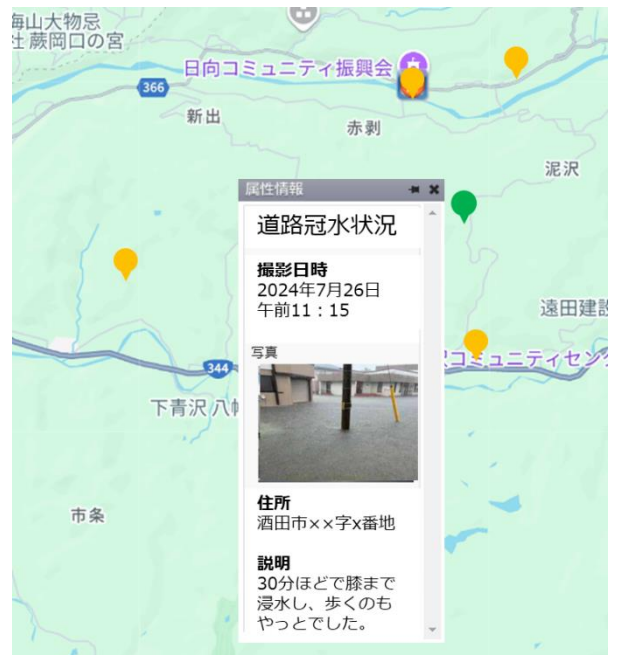 海山大物忌
社 蕨岡口の宮
日向コミュニティ振興会
366
新出
赤剥
泥沢
属性情報
道路冠水状況
撮影日時
2024年7月26日
午前11：15
遠田建設
写真
コミュニティセン
344
下青沢 八幡
住所
酒田市××字x番地
市条
説明
30分ほどで膝まで
浸水し、歩くのも
やっとでした。